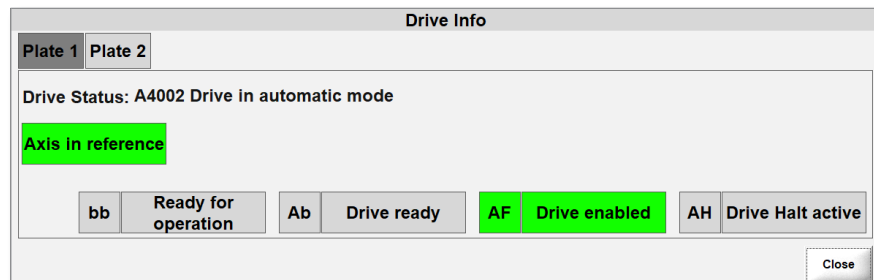 Drive Info
Plate 1 Plate 2
Drive Status: A4002 Drive in automatic mode
Axis in reference
bb Ready for operation Ab Drive ready AF Drive enabled AH Drive Halt active
Close